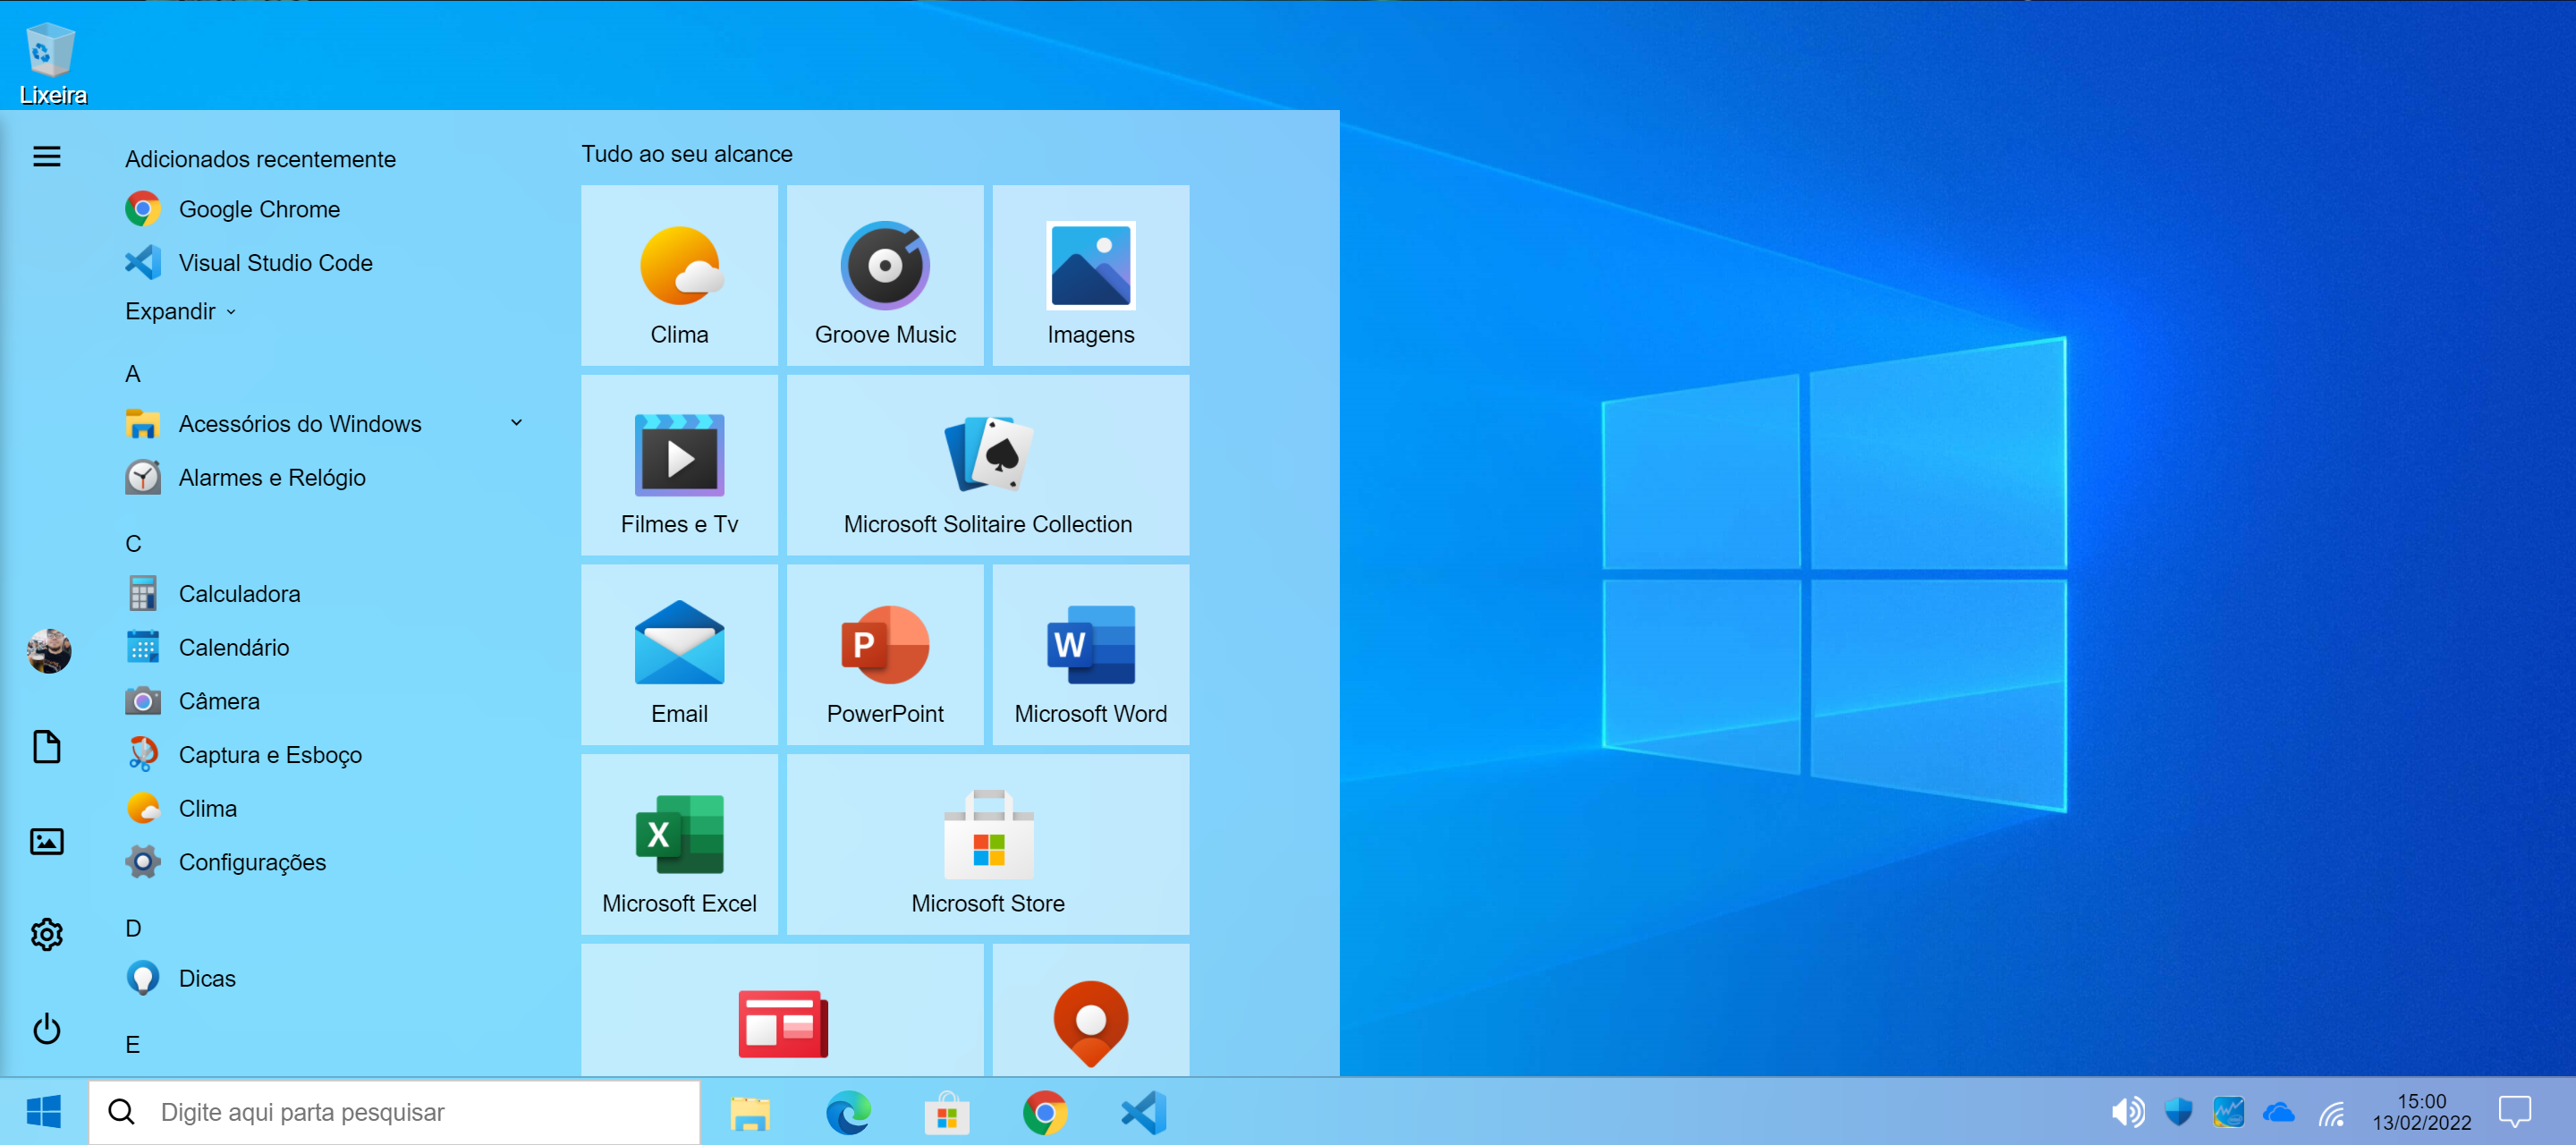 Lixeira
Adicionados recentemente
Google Chrome
Visual Studio Code
Expandir
A
Acessórios do Windows
Alarmes e Relógio
C
Calculadora
Calendário
Câmera
Captura e Esboço
Clima
Configurações
D
Dicas
E
Tudo ao seu alcance
Clima
Groove Music
Imagens
Filmes e Tv
Microsoft Solitaire Collection
Email
P
PowerPoint
W
Microsoft Word
X
Microsoft Excel
Microsoft Store
Digite aqui parta pesquisar
15:00
13/02/2022